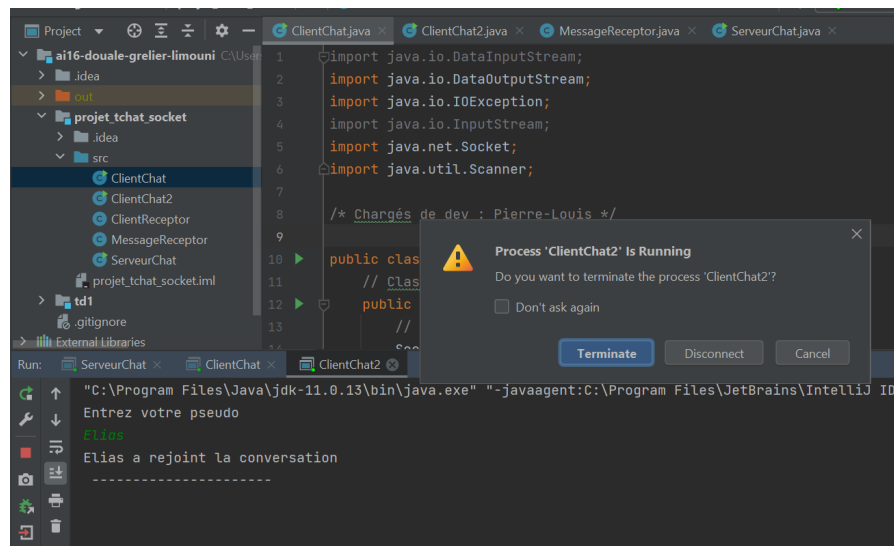 Project
ClientChat.java
ClientChat2.java
MessageReceptor.java
ServeurChat.java
ai16-douale-grelier-limouni C:\User
.idea
out
projet_tchat_socket
.idea
src
ClientChat
ClientChat2
ClientReceptor
MessageReceptor
ServeurChat
projet_tchat_socket.iml
td1
.gitignore
External Libraries
1 import java.io.DataInputStream;
2 import java.io.DataOutputStream;
3 import java.io.IOException;
4 import java.io.InputStream;
5 import java.net.Socket;
6 import java.util.Scanner;
7
8 /* Chargés de dev : Pierre-Louis */
9
10 public clas
11 // Clas
12 public
13 //
Process 'ClientChat2' Is Running
Do you want to terminate the process 'ClientChat2'?
Don't ask again
Terminate Disconnect Cancel
Run: ServeurChat ClientChat ClientChat2
"C:\Program Files\Java\jdk-11.0.13\bin\java.exe" "-javaagent:C:\Program Files\JetBrains\IntelliJ ID
Entrez votre pseudo
Elias
Elias a rejoint la conversation
----------------------